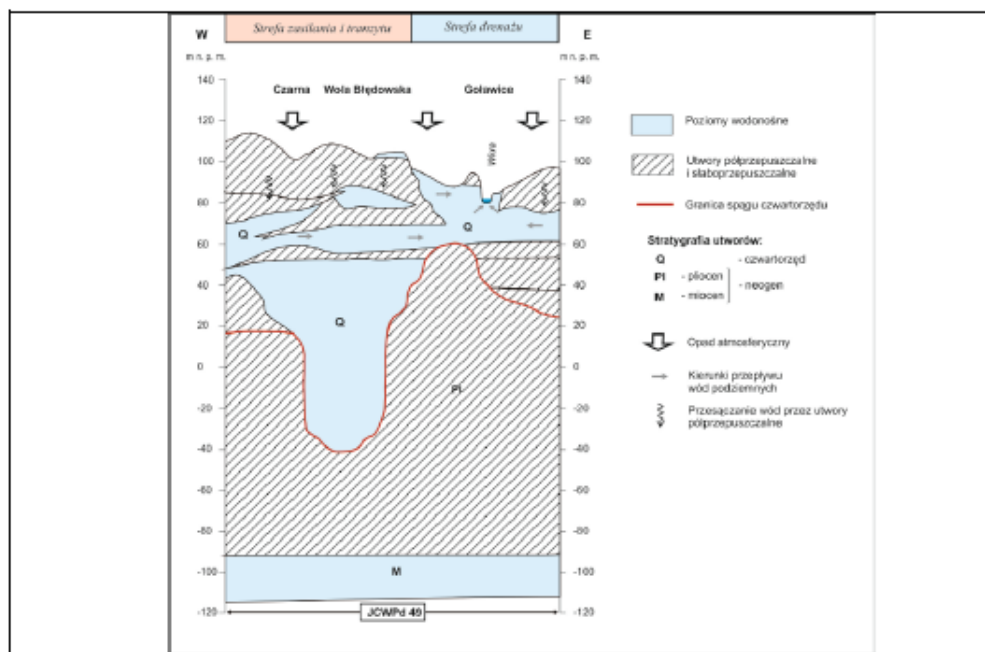 Strefa zasilania i tranzytu
Strefa drenażu
W
E
m n. p. m.
m n. p. m.
Czarna
Wola Błędowska
Goławice
140
120
100
80
60
40
20
0
-20
-40
-60
-80
-100
-120
140
120
100
80
60
40
20
0
-20
-40
-60
-80
-100
-120
Wkra
Q
Q
Q
Pl
M
JCWPd 49
Poziomy wodonośne
Utwory półprzepuszczalne
i słaboprzepuszczalne
Granica spągu czwartorzędu
Stratygrafia utworów:
Q - czwartorzęd
Pl - pliocen
M - miocen
- neogen
Opad atmosferyczny
Kierunki przepływu
wód podziemnych
Przesączanie wód przez utwory
półprzepuszczalne